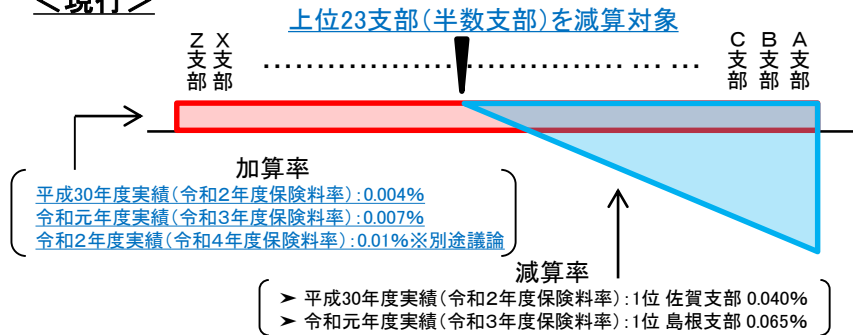 ＜現行＞
上位23支部（半数支部）を減算対象
Z支部
X支部
C支部
B支部
A支部
加算率
平成30年度実績（令和2年度保険料率）：0.004%
令和元年度実績（令和3年度保険料率）：0.007%
令和2年度実績（令和4年度保険料率）：0.01%※別途議論
減算率
➤ 平成30年度実績（令和2年度保険料率）：1位 佐賀支部 0.040%
➤ 令和元年度実績（令和3年度保険料率）：1位 島根支部 0.065%